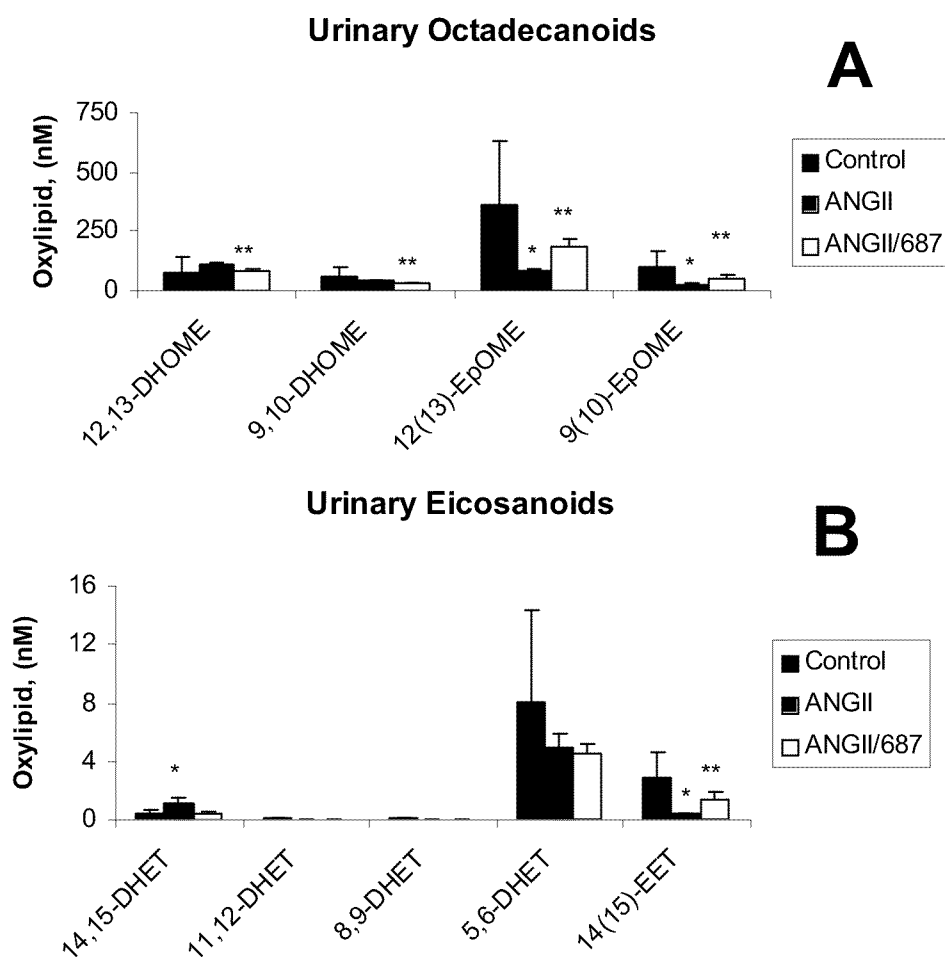 Urinary Octadecanoids
A
Oxylipid, (nM)
750
500
250
0
**
**
*
**
*
**
12,13-DHOME
9,10-DHOME
12(13)-EpOME
9(10)-EpOME
Control
ANGII
ANGII/687
Urinary Eicosanoids
B
Oxylipid, (nM)
16
12
8
4
0
*
*
**
14,15-DHET
11,12-DHET
8,9-DHET
5,6-DHET
14(15)-EET
Control
ANGII
ANGII/687